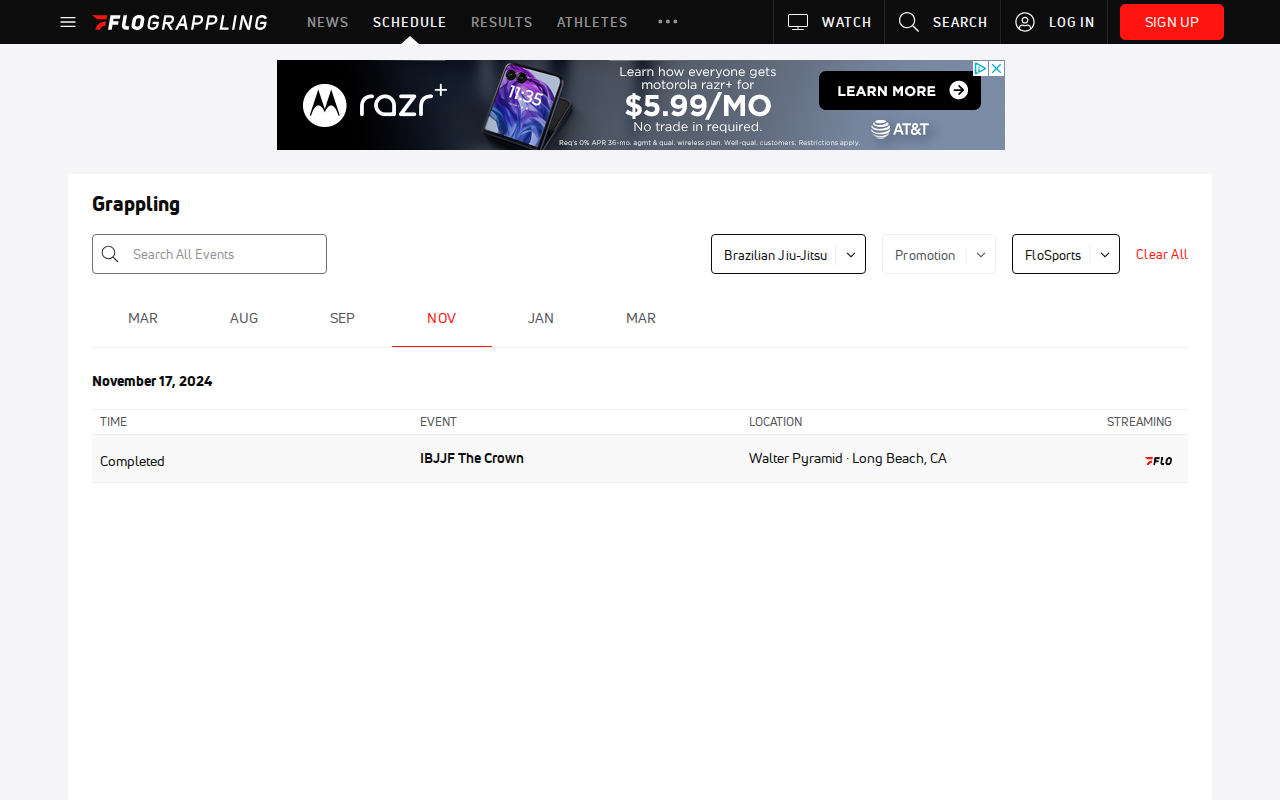 FLOGRAPPLING NEWS SCHEDULE RESULTS ATHLETES WATCH SEARCH LOG IN SIGN UP
razr+
11:35
Learn how everyone gets
motorola razr+ for
$5.99/MO
No trade in required.
Req's 0% APR 36-mo. agmt & qual. wireless plan. Well-qual. customers. Restrictions apply.
LEARN MORE
AT&T
Grappling
Search All Events
Brazilian Jiu-Jitsu Promotion FloSports Clear All
MAR AUG SEP NOV JAN MAR
November 17, 2024
TIME EVENT LOCATION STREAMING
Completed IBJJF The Crown Walter Pyramid · Long Beach, CA FLO